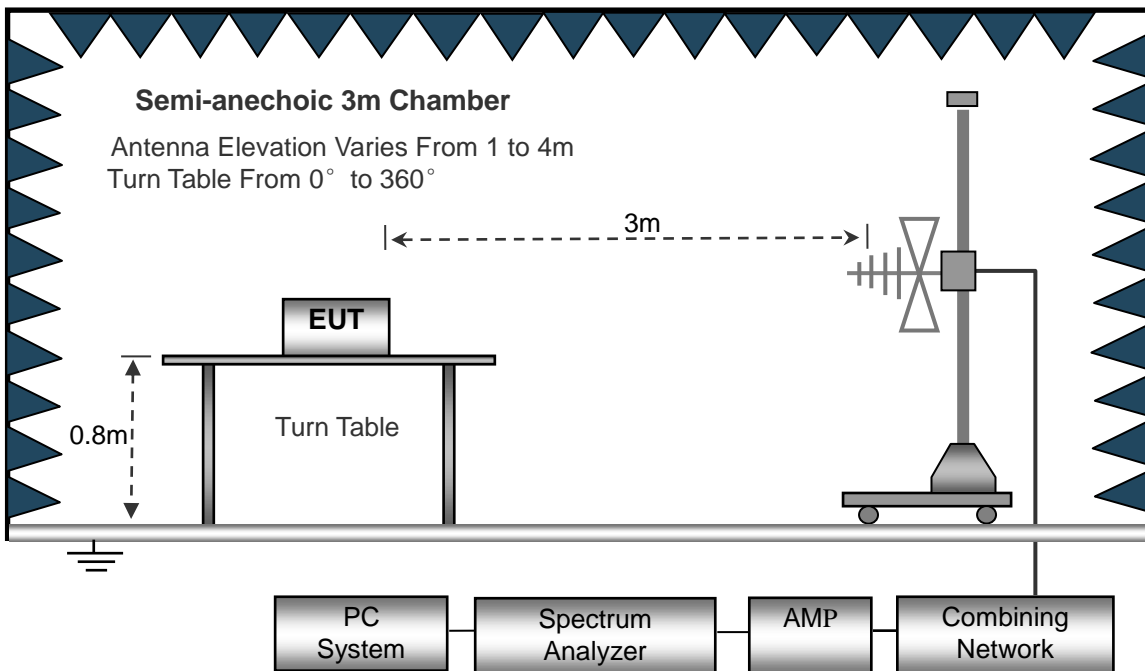 Semi-anechoic 3m Chamber
Antenna Elevation Varies From 1 to 4m
Turn Table From 0° to 360°
3m
EUT
0.8m
Turn Table
PC
System
Spectrum
Analyzer
AMP
Combining
Network